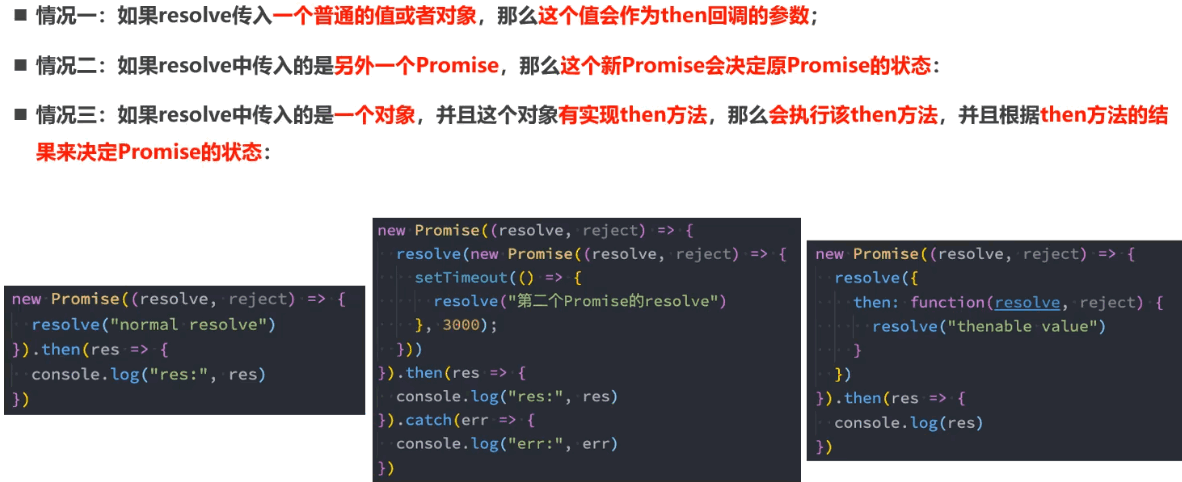 ■ 情况一：如果resolve传入一个普通的值或者对象，那么这个值会作为then回调的参数；
■ 情况二：如果resolve中传入的是另外一个Promise，那么这个新Promise会决定原Promise的状态：
■ 情况三：如果resolve中传入的是一个对象，并且这个对象有实现then方法，那么会执行该then方法，并且根据then方法的结
果来决定Promise的状态：
new Promise((resolve, reject) => {
  resolve("normal resolve")
}).then(res => {
  console.log("res:", res)
})
new Promise((resolve, reject) => {
  resolve(new Promise((resolve, reject) => {
    setTimeout(() => {
      resolve("第二个Promise的resolve")
    }, 3000);
  }))
}).then(res => {
  console.log("res:", res)
}).catch(err => {
  console.log("err:", err)
})
new Promise((resolve, reject) => {
  resolve({
    then: function(resolve, reject) {
      resolve("thenable value")
    }
  })
}).then(res => {
  console.log(res)
})